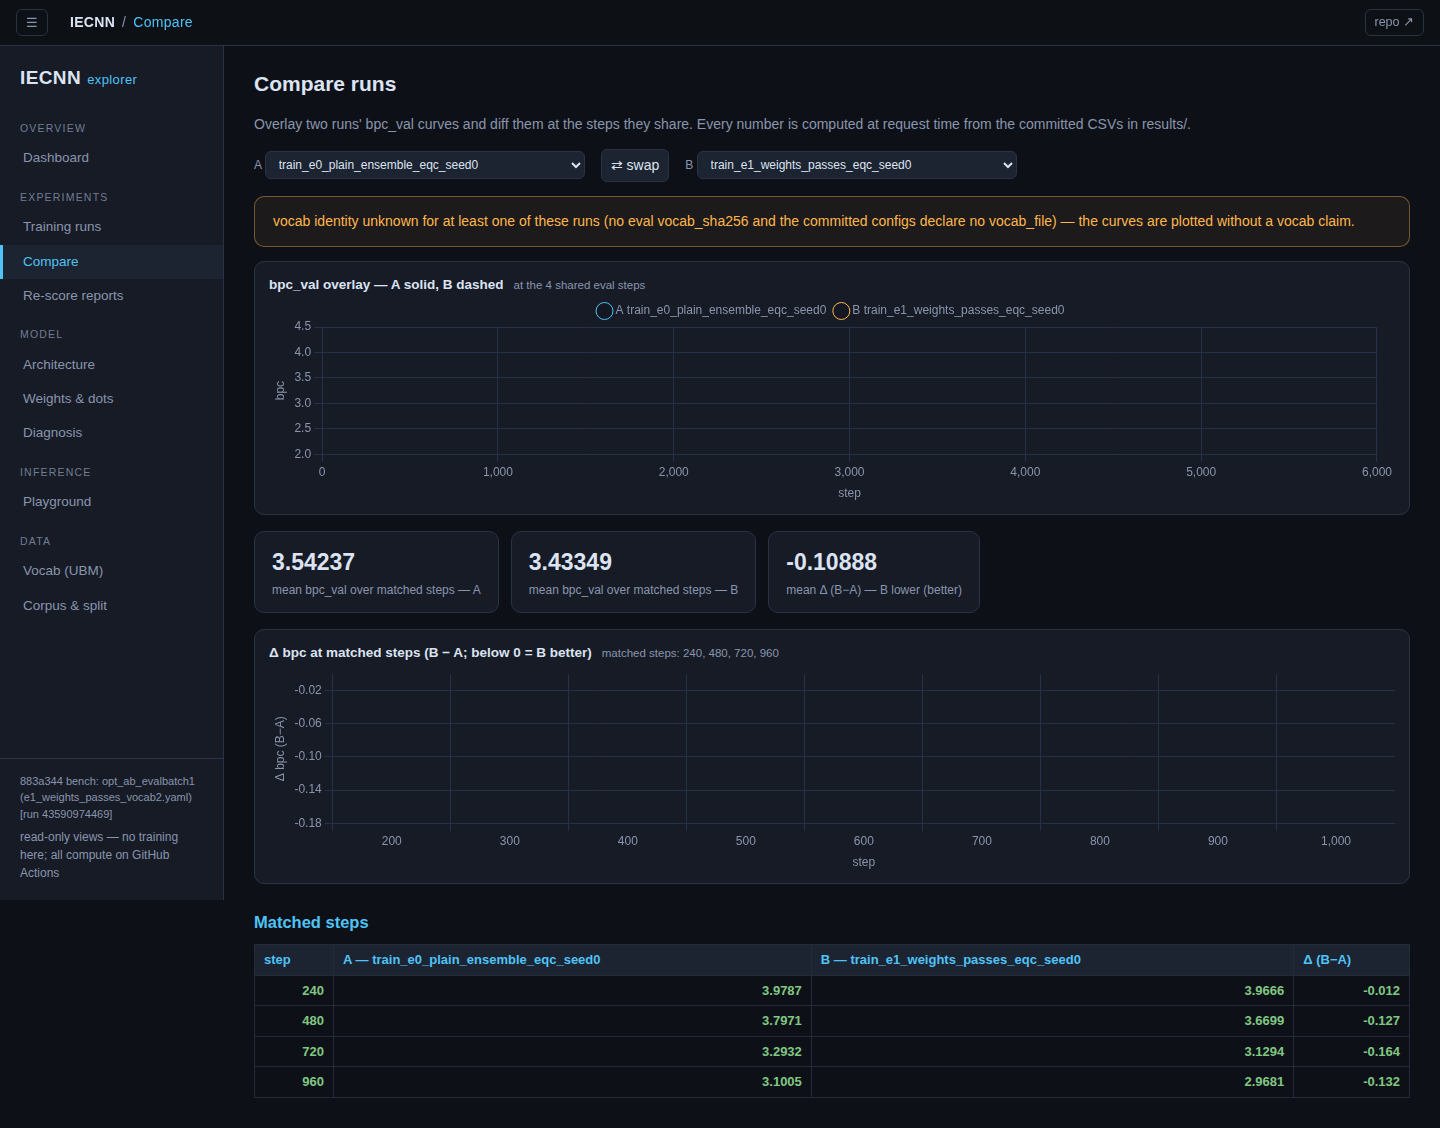 ☰ IECNN / Compare repo ↗
IECNN explorer
OVERVIEW
Dashboard
EXPERIMENTS
Training runs
Compare
Re-score reports
MODEL
Architecture
Weights & dots
Diagnosis
INFERENCE
Playground
DATA
Vocab (UBM)
Corpus & split
883a344 bench: opt_ab_evalbatch1
(e1_weights_passes_vocab2.yaml)
[run 43590974469]
read-only views — no training
here; all compute on GitHub
Actions
Compare runs
Overlay two runs' bpc_val curves and diff them at the steps they share. Every number is computed at request time from the committed CSVs in results/.
A train_e0_plain_ensemble_eqc_seed0 ⇄ swap B train_e1_weights_passes_eqc_seed0
vocab identity unknown for at least one of these runs (no eval vocab_sha256 and the committed configs declare no vocab_file) — the curves are plotted without a vocab claim.
bpc_val overlay — A solid, B dashed at the 4 shared eval steps
A train_e0_plain_ensemble_eqc_seed0 B train_e1_weights_passes_eqc_seed0
4.5
4.0
3.5
3.0
2.5
2.0
bpc
0 1,000 2,000 3,000 4,000 5,000 6,000
step
3.54237
mean bpc_val over matched steps — A
3.43349
mean bpc_val over matched steps — B
-0.10888
mean Δ (B−A) — B lower (better)
Δ bpc at matched steps (B − A; below 0 = B better) matched steps: 240, 480, 720, 960
-0.02
-0.06
-0.10
-0.14
-0.18
Δ bpc (B−A)
200 300 400 500 600 700 800 900 1,000
step
Matched steps
step A — train_e0_plain_ensemble_eqc_seed0 B — train_e1_weights_passes_eqc_seed0 Δ (B−A)
240 3.9787 3.9666 -0.012
480 3.7971 3.6699 -0.127
720 3.2932 3.1294 -0.164
960 3.1005 2.9681 -0.132